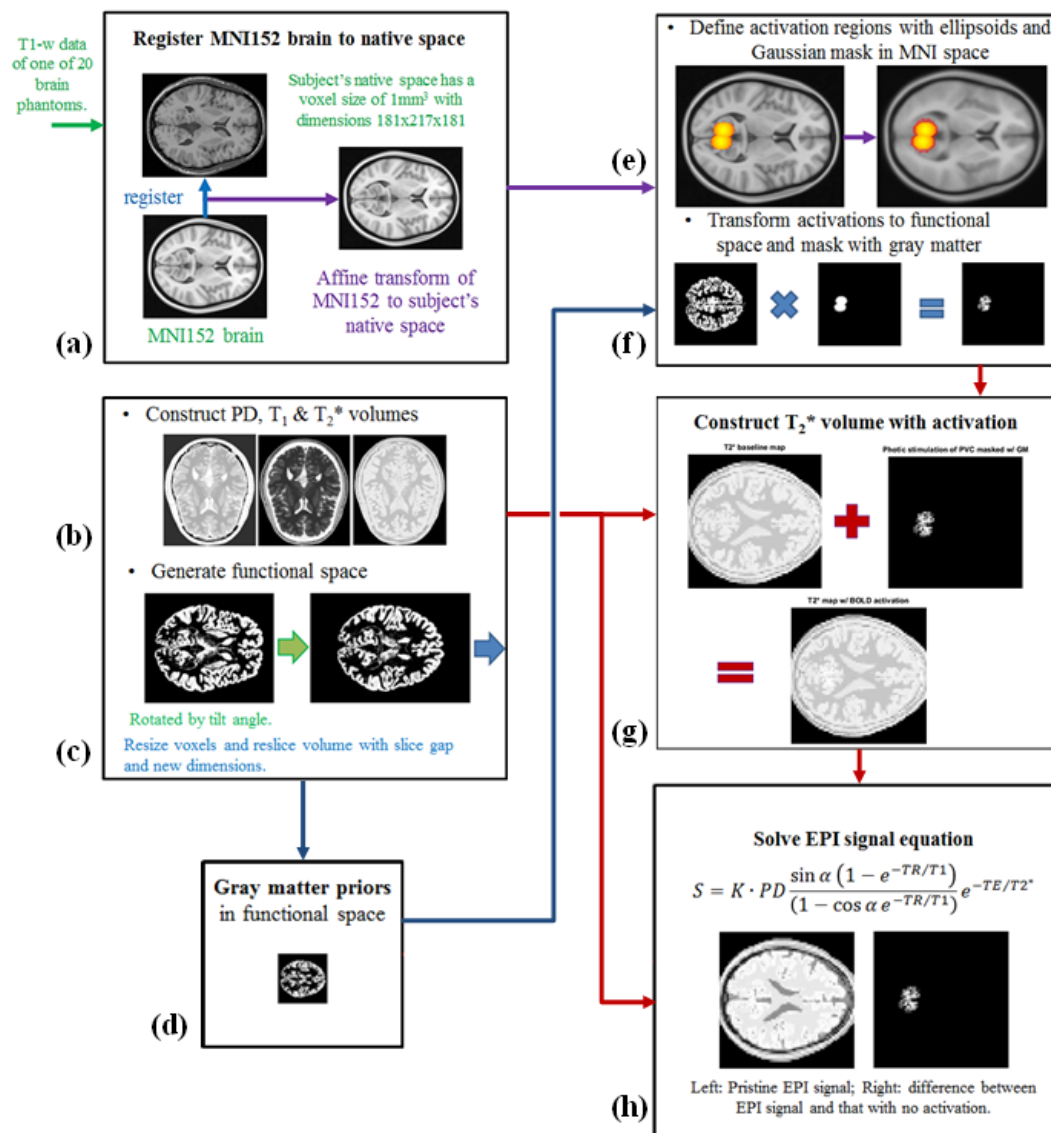 T1-w data
of one of 20
brain
phantoms.
Register MNI152 brain to native space
Subject's native space has a
voxel size of 1mm³ with
dimensions 181x217x181
register
Affine transform of
MNI152 to subject's
native space
MNI152 brain
(a)
• Construct PD, T₁ & T₂* volumes
(b)
• Generate functional space
Rotated by tilt angle.
Resize voxels and reslice volume with slice gap
and new dimensions.
(c)
Gray matter priors
in functional space
(d)
• Define activation regions with ellipsoids and
Gaussian mask in MNI space
(e)
• Transform activations to functional
space and mask with gray matter
(f)
Construct T₂* volume with activation
T2* baseline map
Photic stimulation of PVC masked w/ GM
T2* map w/ BOLD activation
(g)
Solve EPI signal equation
S = K · PD sin α (1 − e^{−TR/T1}) / (1 − cos α e^{−TR/T1}) e^{−TE/T2*}
Left: Pristine EPI signal; Right: difference between
EPI signal and that with no activation.
(h)